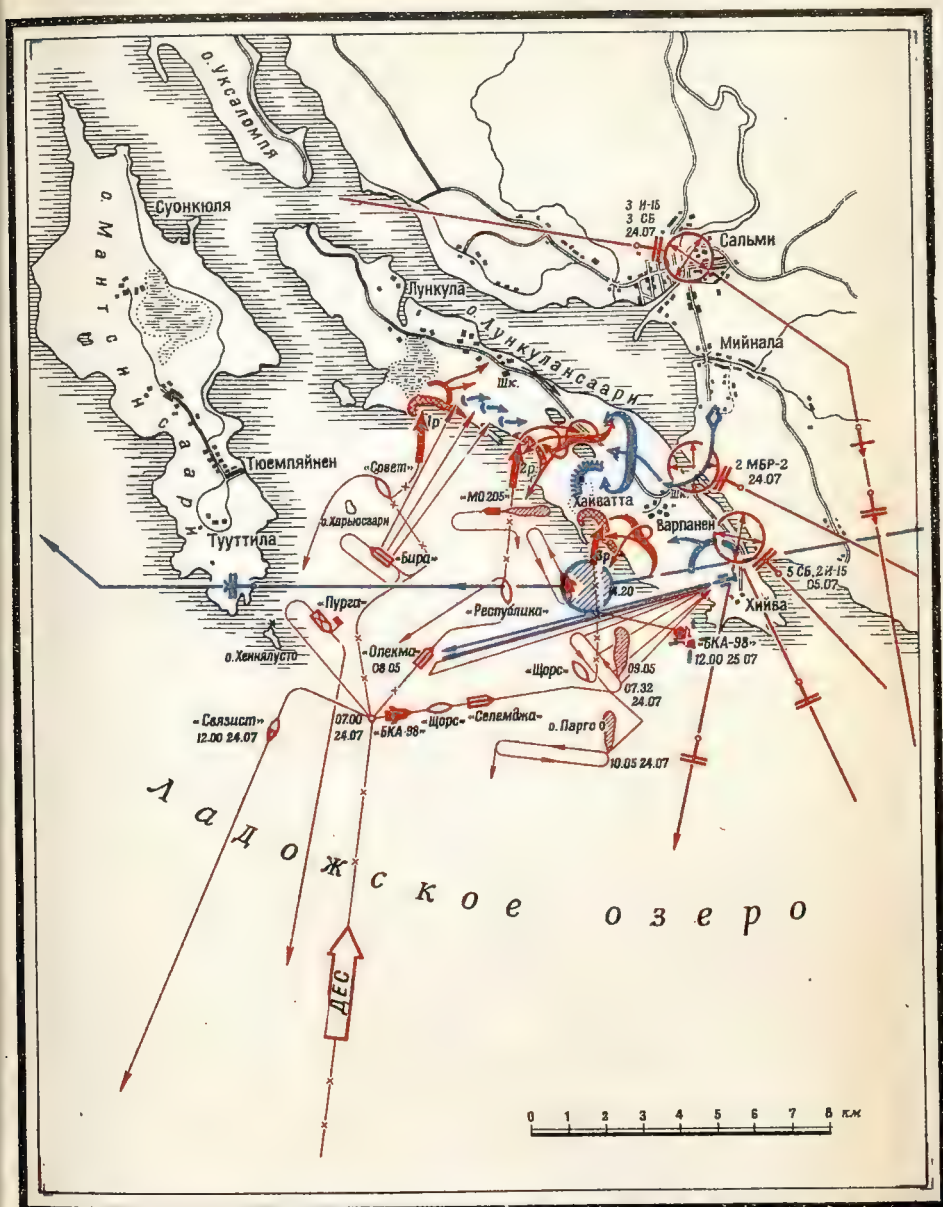 о. Уксаломпя
о. Мантсинсаари
Суонкюля
3 И-15
3 СБ
24.07
Сальми
Лункула
о. Лункулансаари
Мийнала
Шк.
1р
2р.
Тюемпяйнен
«Совет»
«МО 205»
Хайватта
шк.
2 МБР-2
24.07
о. Харьюсаари
Варпанен
Тууттила
«Бира»
3р
5 СБ, 2И-15
05.07
«Пурга»
«Республика»
Хийва
о. Хеннялусто
«Олекма»
08 05
«Щорс»
09.05
«БКА-98»
12.00 25 07
07.32
24.07
«Связист»
12.00 24.07
07.00
24.07
«БКА-98»
«Щорс»
«Селемджа»
о. Парго
10.05 24.07
Ладожское озеро
ДЕС
0 1 2 3 4 5 6 7 8 км